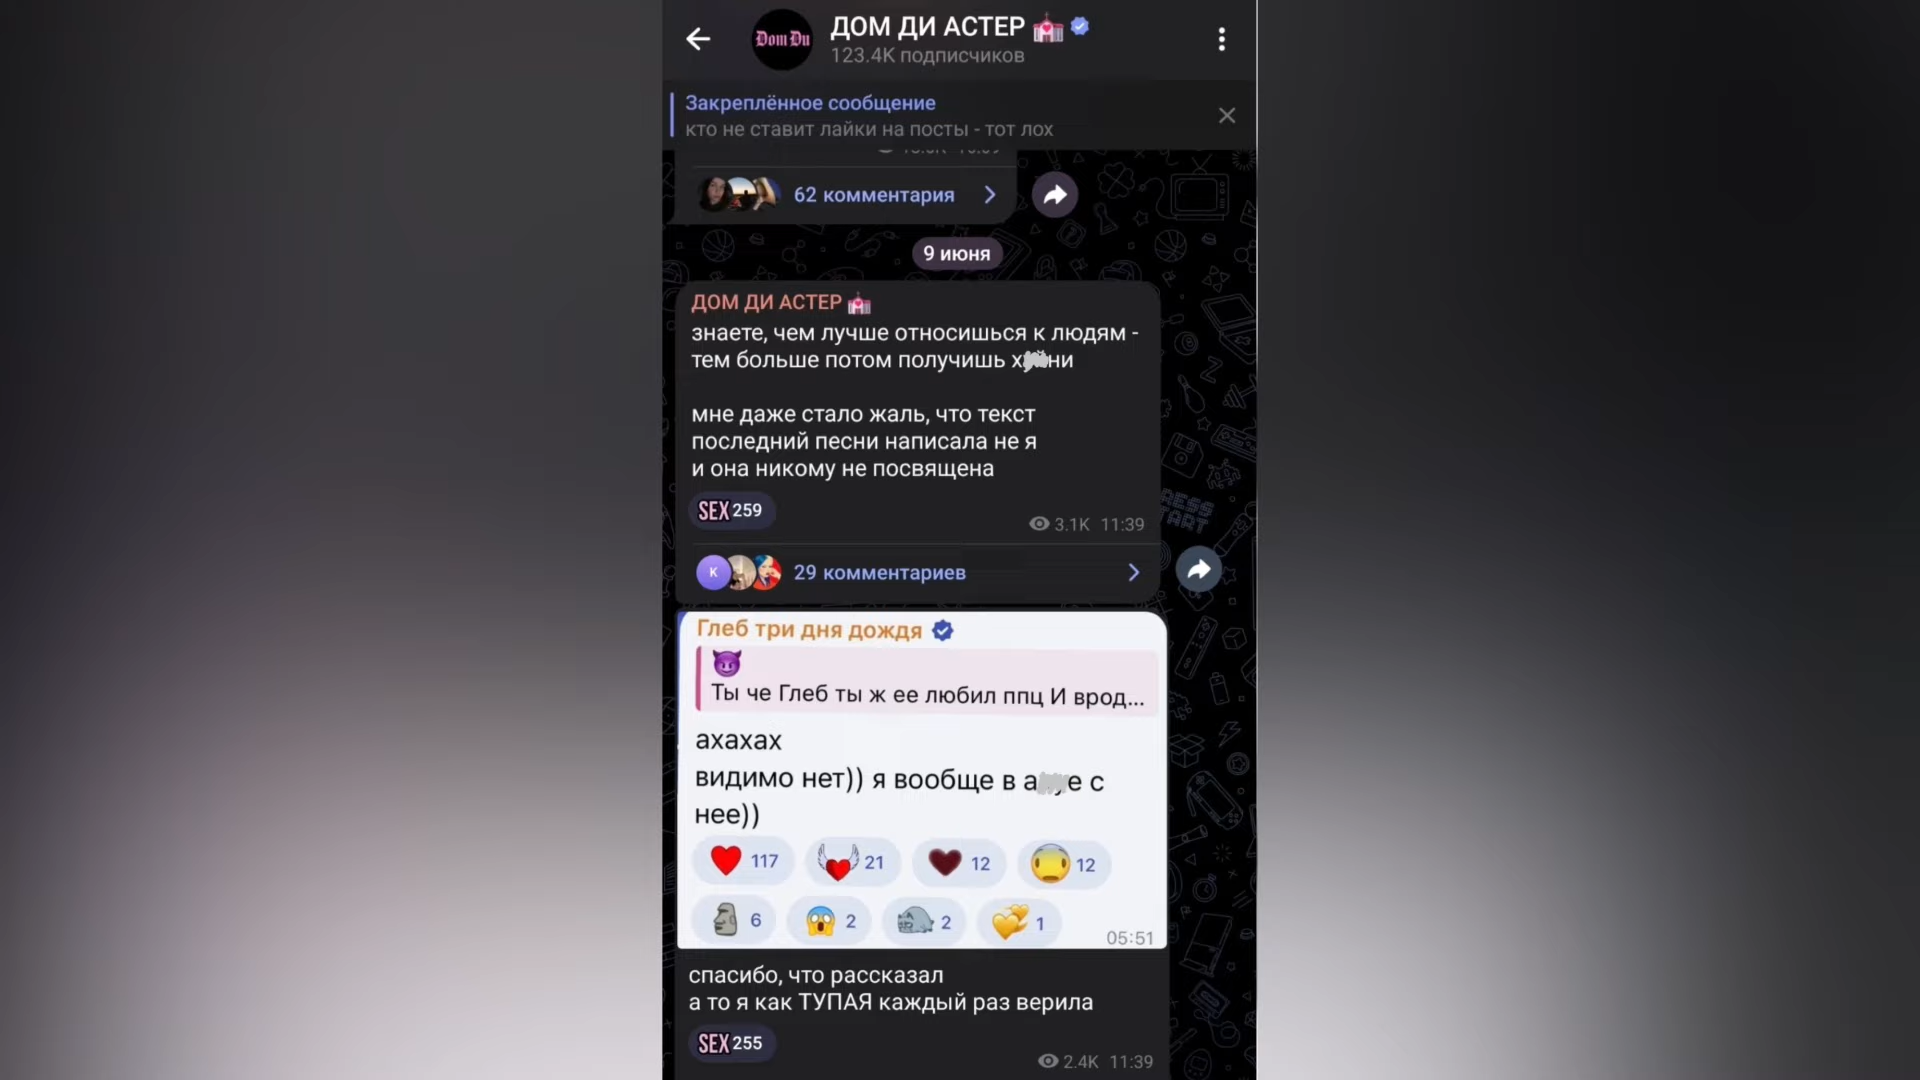 Dom Du
ДОМ ДИ АСТЕР
123.4K подписчиков
Закреплённое сообщение
кто не ставит лайки на посты - тот лох
62 комментария
9 июня
ДОМ ДИ АСТЕР
знаете, чем лучше относишься к людям -
тем больше потом получишь х ни
мне даже стало жаль, что текст
последний песни написала не я
и она никому не посвящена
SEX 259
3.1K 11:39
K
29 комментариев
Глеб три дня дождя
Ты че Глеб ты ж ее любил ппц И врод...
ахахах
видимо нет)) я вообще в а е с
нее))
117 21 12 12
6 2 2 1
05:51
спасибо, что рассказал
а то я как ТУПАЯ каждый раз верила
SEX 255
2.4K 11:39